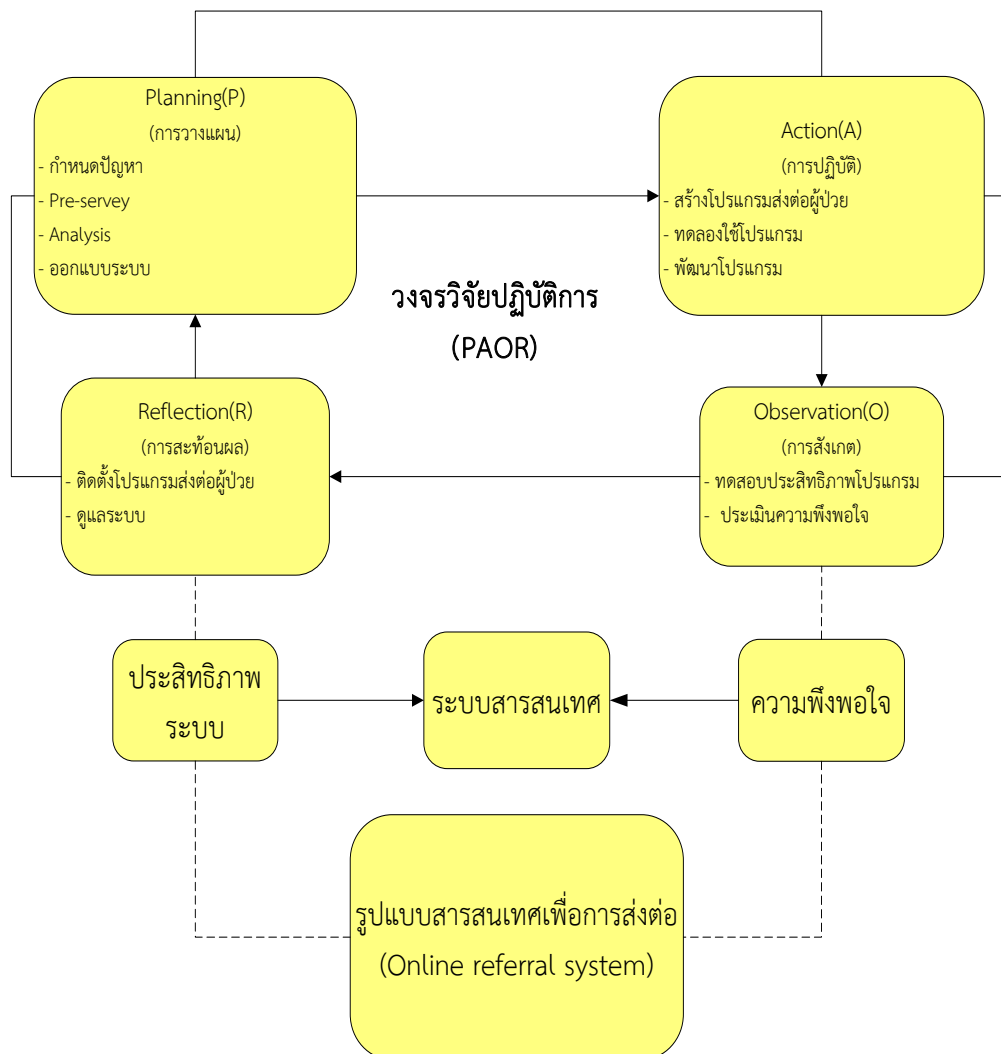 Planning(P)
(การวางแผน)
- กำหนดปัญหา
- Pre-servey
- Analysis
- ออกแบบระบบ
Action(A)
(การปฏิบัติ)
- สร้างโปรแกรมส่งต่อผู้ป่วย
- ทดลองใช้โปรแกรม
- พัฒนาโปรแกรม
วงจรวิจัยปฏิบัติการ
(PAOR)
Reflection(R)
(การสะท้อนผล)
- ติดตั้งโปรแกรมส่งต่อผู้ป่วย
- ดูแลระบบ
Observation(O)
(การสังเกต)
- ทดสอบประสิทธิภาพโปรแกรม
- ประเมินความพึงพอใจ
ประสิทธิภาพ
ระบบ
ระบบสารสนเทศ
ความพึงพอใจ
รูปแบบสารสนเทศเพื่อการส่งต่อ
(Online referral system)